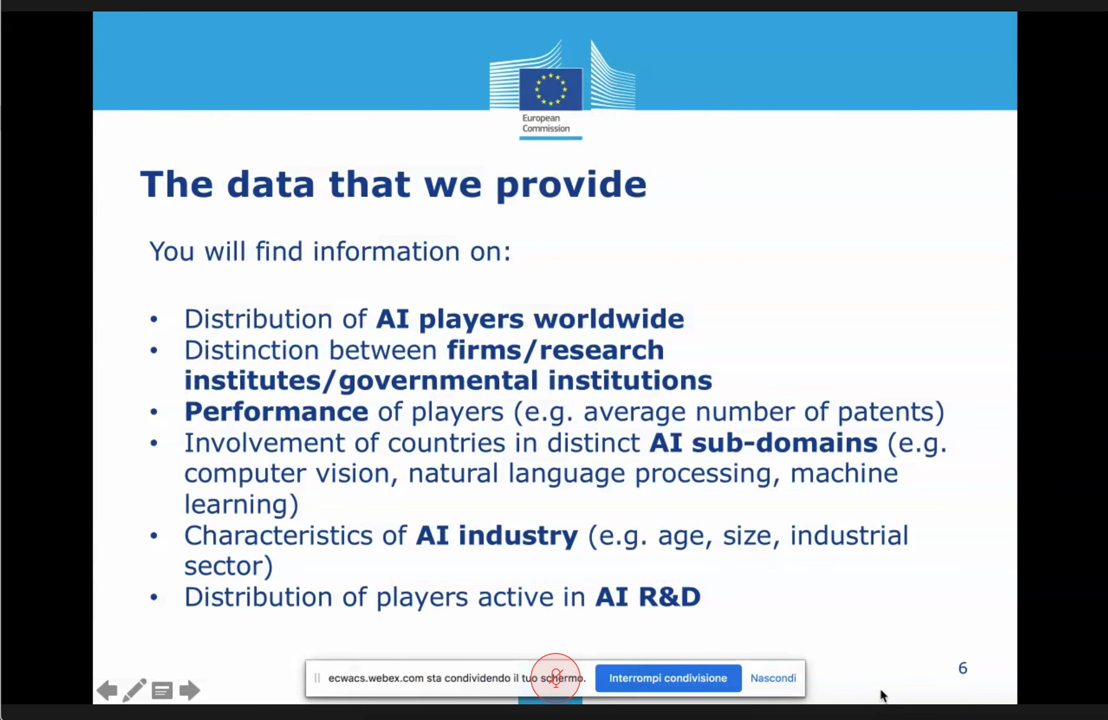 European
Commission
The data that we provide
You will find information on:
• Distribution of AI players worldwide
• Distinction between firms/research
institutes/governmental institutions
• Performance of players (e.g. average number of patents)
• Involvement of countries in distinct AI sub-domains (e.g.
computer vision, natural language processing, machine
learning)
• Characteristics of AI industry (e.g. age, size, industrial
sector)
• Distribution of players active in AI R&D
6
ecwacs.webex.com sta condividendo il tuo schermo.
Interrompi condivisione
Nascondi